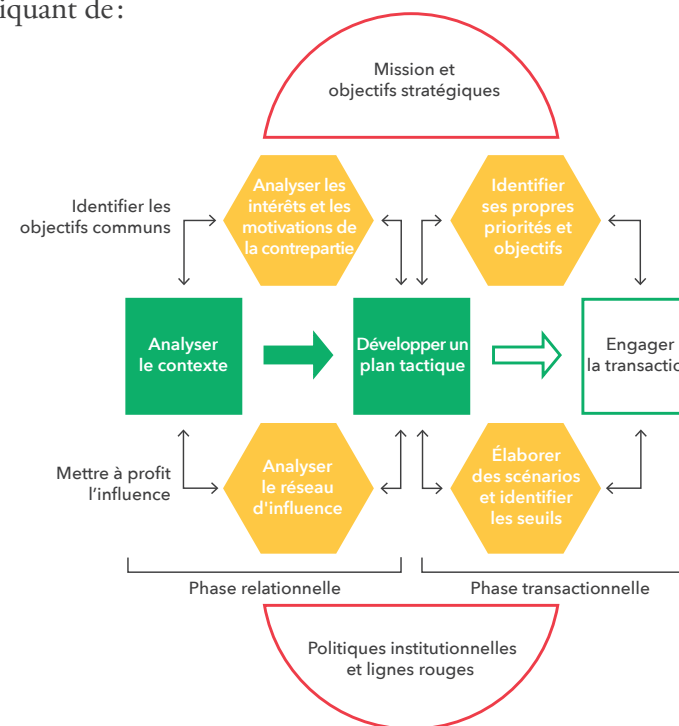 iquant de :
Mission et
objectifs stratégiques
Identifier les
objectifs communs
Analyser les
intérêts et les
motivations de
la contrepartie
Identifier
ses propres
priorités et
objectifs
Analyser
le contexte
Développer un
plan tactique
Engager
la transactio
Mettre à profit
l’influence
Analyser
le réseau
d’influence
Élaborer
des scénarios
et identifier
les seuils
Phase relationnelle
Phase transactionnelle
Politiques institutionnelles
et lignes rouges